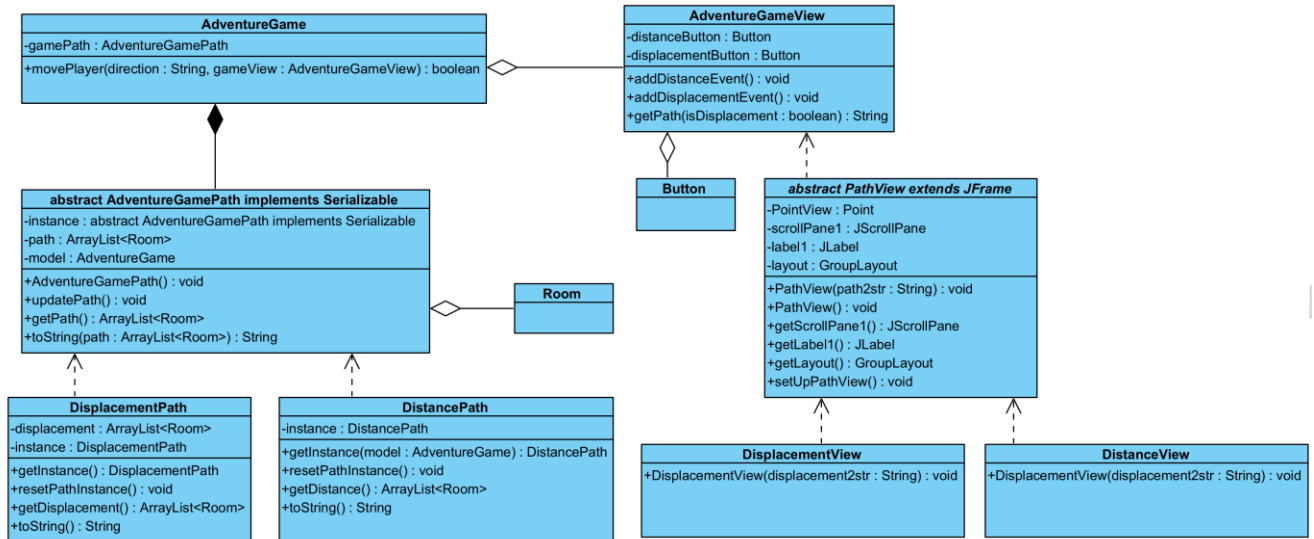 AdventureGame
-gamePath : AdventureGamePath
+movePlayer(direction : String, gameView : AdventureGameView) : boolean
AdventureGameView
-distanceButton : Button
-displacementButton : Button
+addDistanceEvent() : void
+addDisplacementEvent() : void
+getPath(isDisplacement : boolean) : String
abstract AdventureGamePath implements Serializable
-instance : abstract AdventureGamePath implements Serializable
-path : ArrayList<Room>
-model : AdventureGame
+AdventureGamePath() : void
+updatePath() : void
+getPath() : ArrayList<Room>
+toString(path : ArrayList<Room>) : String
Room
Button
abstract PathView extends JFrame
-PointView : Point
-scrollPane1 : JScrollPane
-label1 : JLabel
-layout : GroupLayout
+PathView(path2str : String) : void
+PathView() : void
+getScrollPane1() : JScrollPane
+getLabel1() : JLabel
+getLayout() : GroupLayout
+setUpPathView() : void
DisplacementPath
-displacement : ArrayList<Room>
-instance : DisplacementPath
+getInstance() : DisplacementPath
+resetPathInstance() : void
+getDisplacement() : ArrayList<Room>
+toString() : String
DistancePath
-instance : DistancePath
+getInstance(model : AdventureGame) : DistancePath
+resetPathInstance() : void
+getDistance() : ArrayList<Room>
+toString() : String
DisplacementView
+DisplacementView(displacement2str : String) : void
DistanceView
+DisplacementView(displacement2str : String) : void